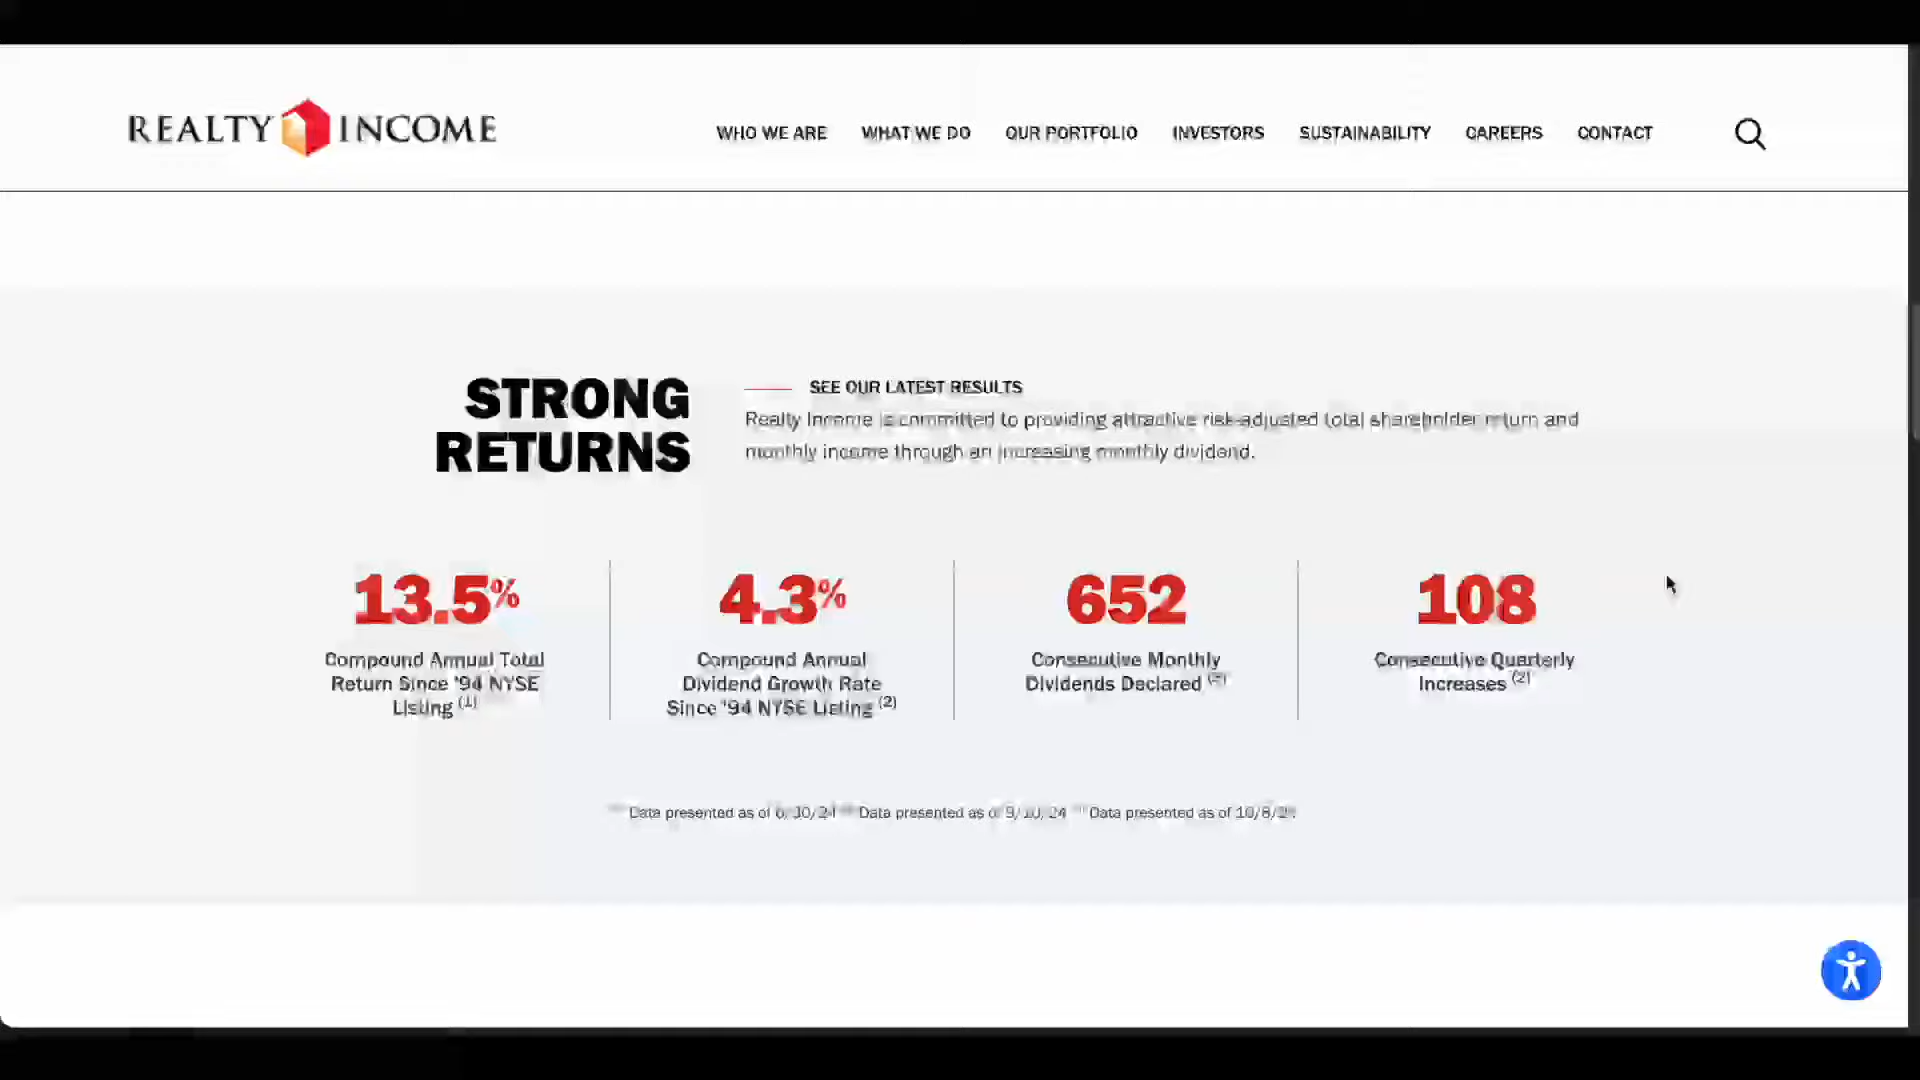 REALTY INCOME
WHO WE ARE WHAT WE DO OUR PORTFOLIO INVESTORS SUSTAINABILITY CAREERS CONTACT
STRONG
RETURNS
SEE OUR LATEST RESULTS
Realty Income is committed to providing attractive risk-adjusted total shareholder return and
monthly income through an increasing monthly dividend.
13.5%
Compound Annual Total
Return Since '94 NYSE
Listing (1)
4.3%
Compound Annual
Dividend Growth Rate
Since '94 NYSE Listing (2)
652
Consecutive Monthly
Dividends Declared
108
Consecutive Quarterly
Increases (2)
Data presented as of Data presented as of Data presented as of